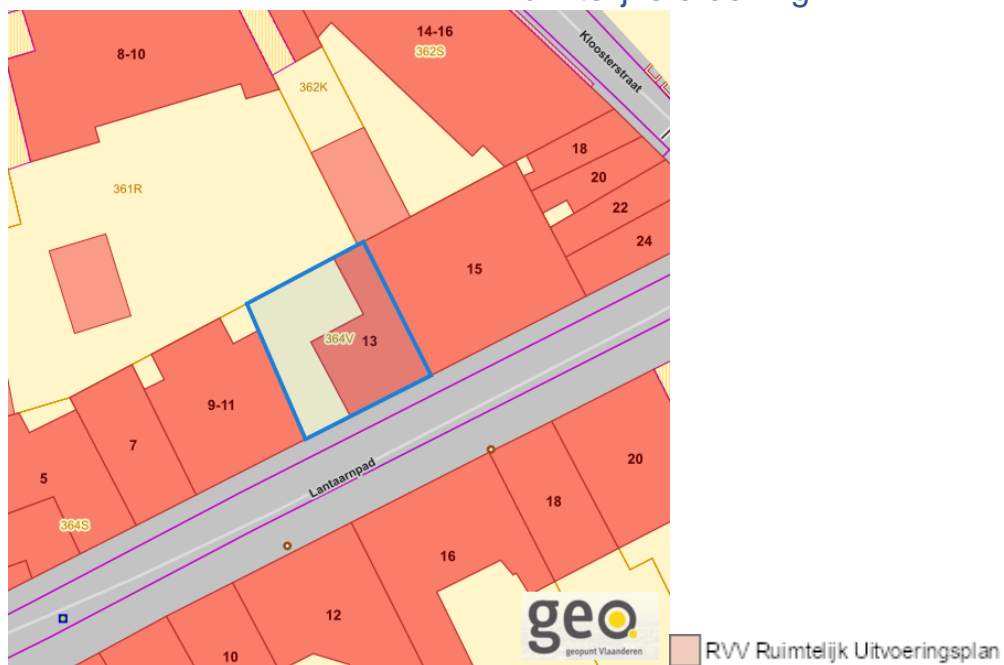 14-16
362S
8-10
Kloosterstraat
362K
18
20
361R
22
24
15
364V
13
9-11
7
5
Lantaarnpad
20
18
364S
16
12
10
geo.
geopunt Vlaanderen
RVV Ruimtelijk Uitvoeringsplan